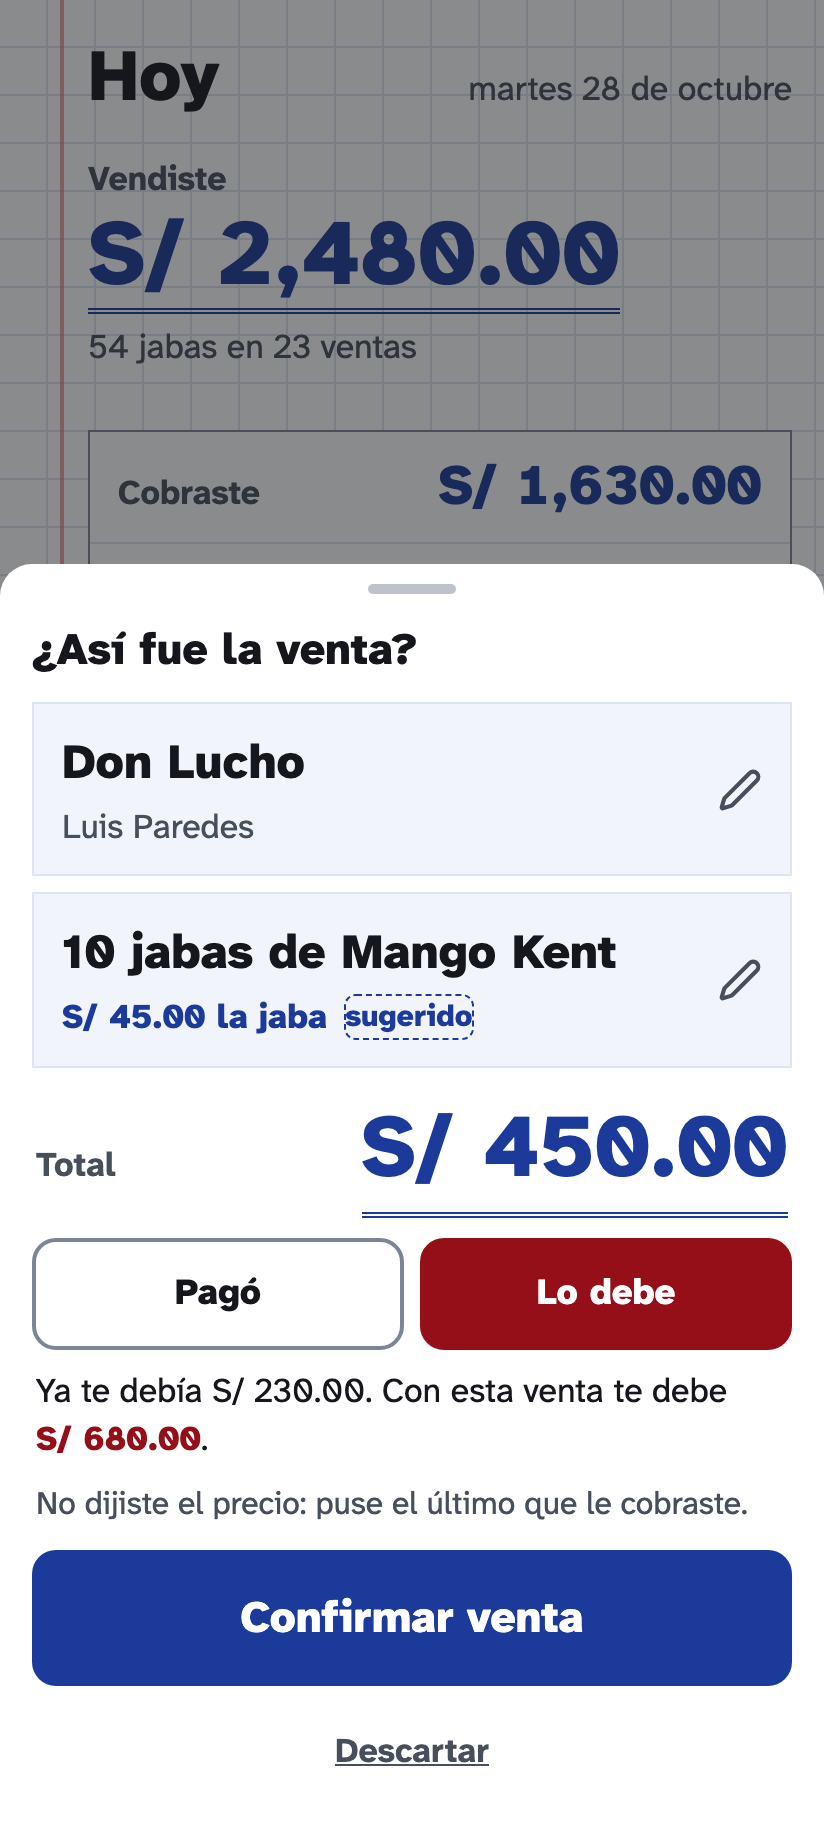 Hoy
martes 28 de octubre
Vendiste
S/ 2,480.00
54 jabas en 23 ventas
Cobraste
S/ 1,630.00
¿Así fue la venta?
Don Lucho
Luis Paredes
10 jabas de Mango Kent
S/ 45.00 la jaba sugerido
Total
S/ 450.00
Pagó
Lo debe
Ya te debía S/ 230.00. Con esta venta te debe
S/ 680.00.
No dijiste el precio: puse el último que le cobraste.
Confirmar venta
Descartar